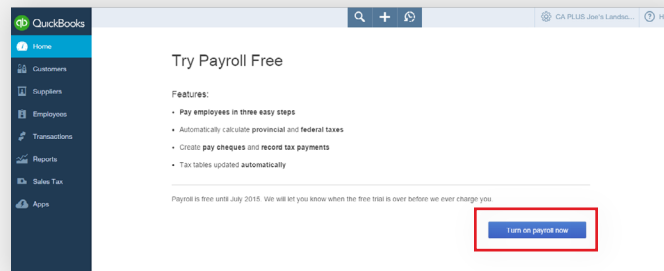 qb QuickBooks
CA PLUS Joe's Landsc...
Home
Customers
Suppliers
Employees
Transactions
Reports
Sales Tax
Apps
Try Payroll Free
Features:
• Pay employees in three easy steps
• Automatically calculate provincial and federal taxes
• Create pay cheques and record tax payments
• Tax tables updated automatically
Payroll is free until July 2015. We will let you know when the free trial is over before we ever charge you.
Turn on payroll now